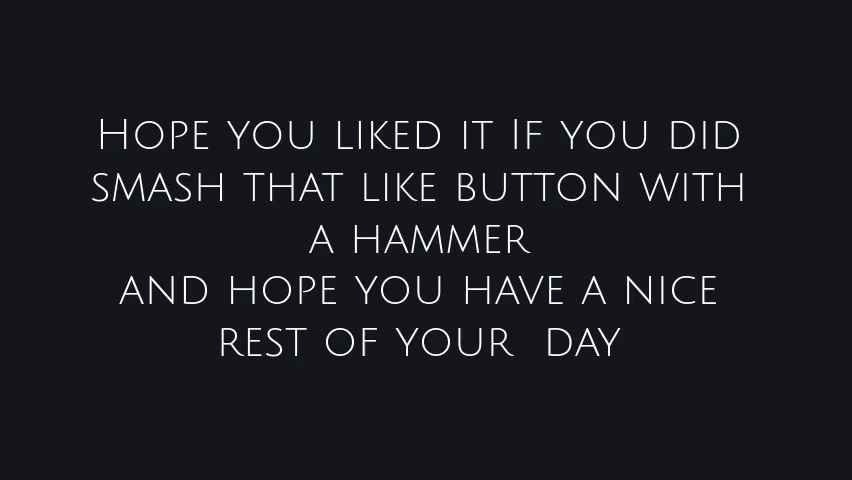 Hope you liked it If you did
smash that like button with
a hammer
and hope you have a nice
rest of your  day